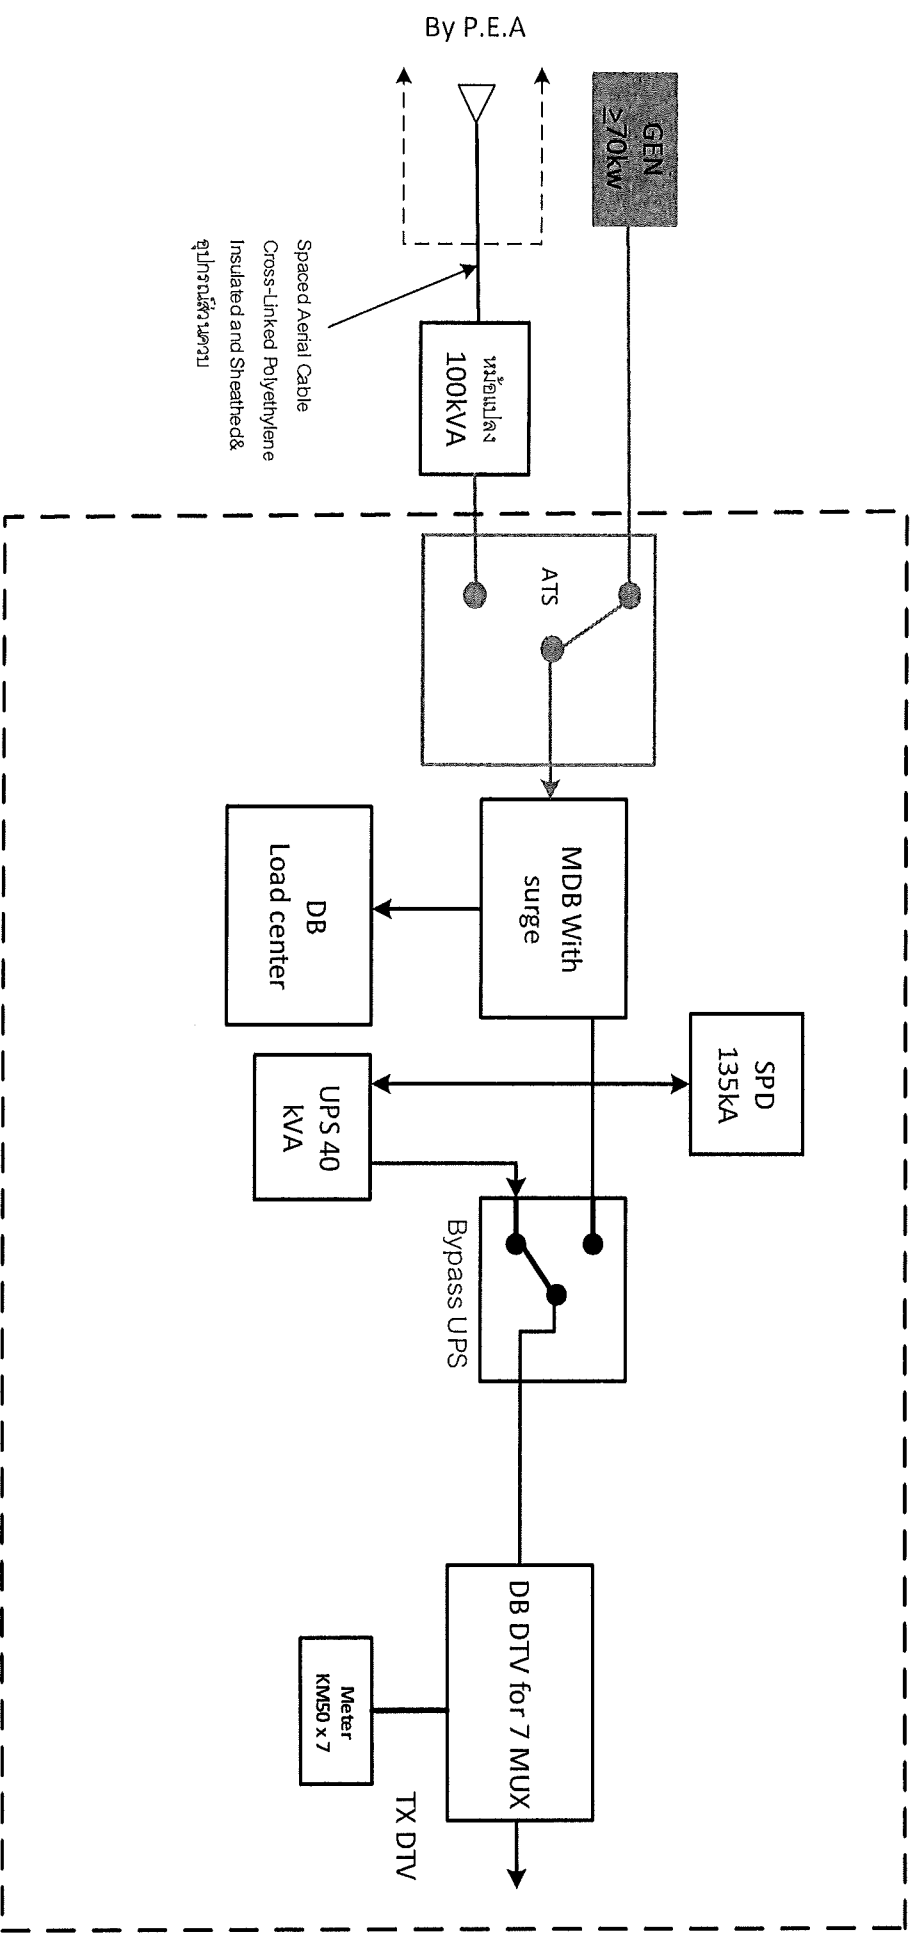 By P.E.A
GEN
≥70kw
Spaced Aerial Cable
Cross-Linked Polyethylene
Insulated and Sheathed&
อุปกรณ์ส่วนควบ
หม้อแปลง
100kVA
ATS
MDB With
surge
DB
Load center
SPD
135kA
UPS 40
kVA
Bypass UPS
DB DTV for 7 MUX
Meter
KM50 x 7
TX DTV